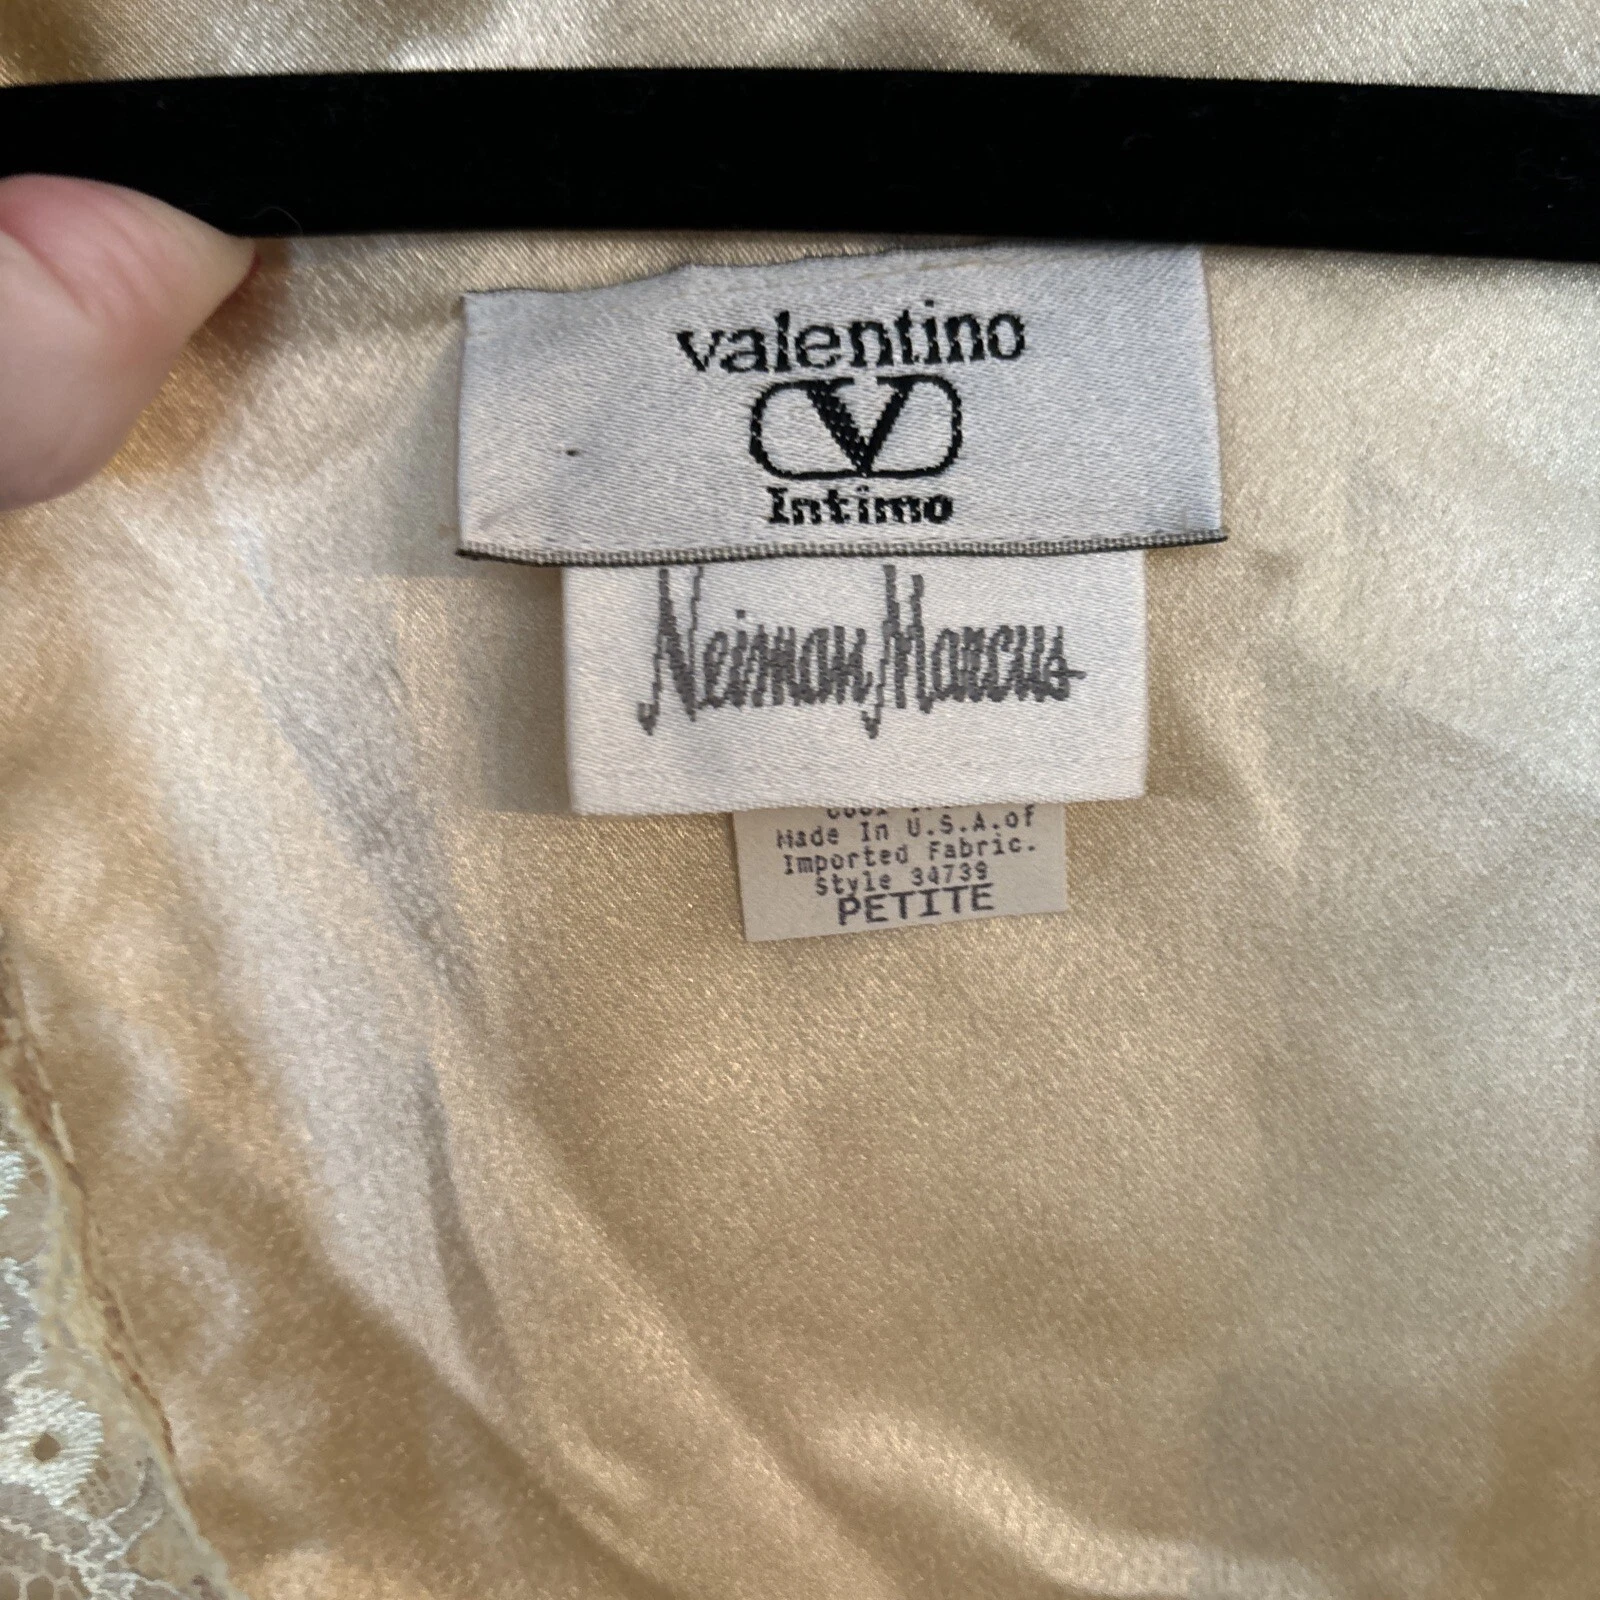 valentino
V
Intimo
Neiman Marcus
Made In U.S.A.of
Imported Fabric.
Style 34739
PETITE